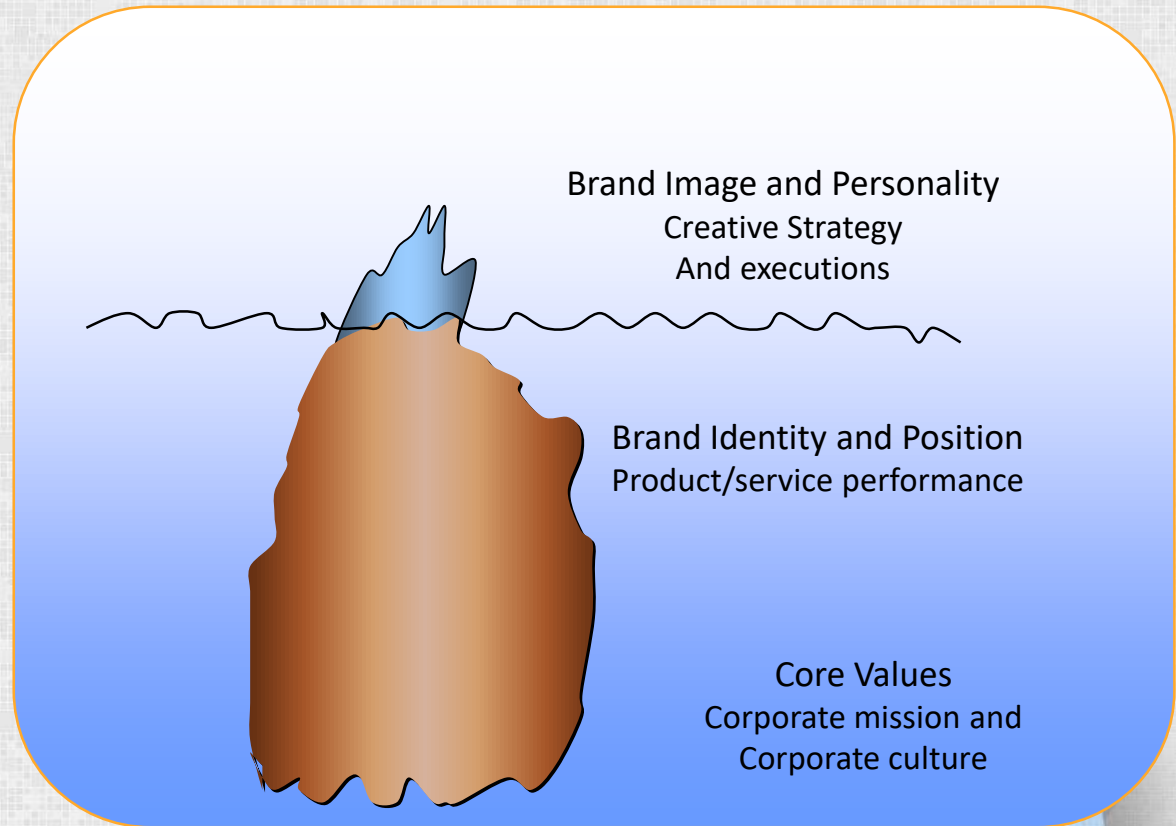 Brand Image and Personality
Creative Strategy
And executions
Brand Identity and Position
Product/service performance
Core Values
Corporate mission and
Corporate culture